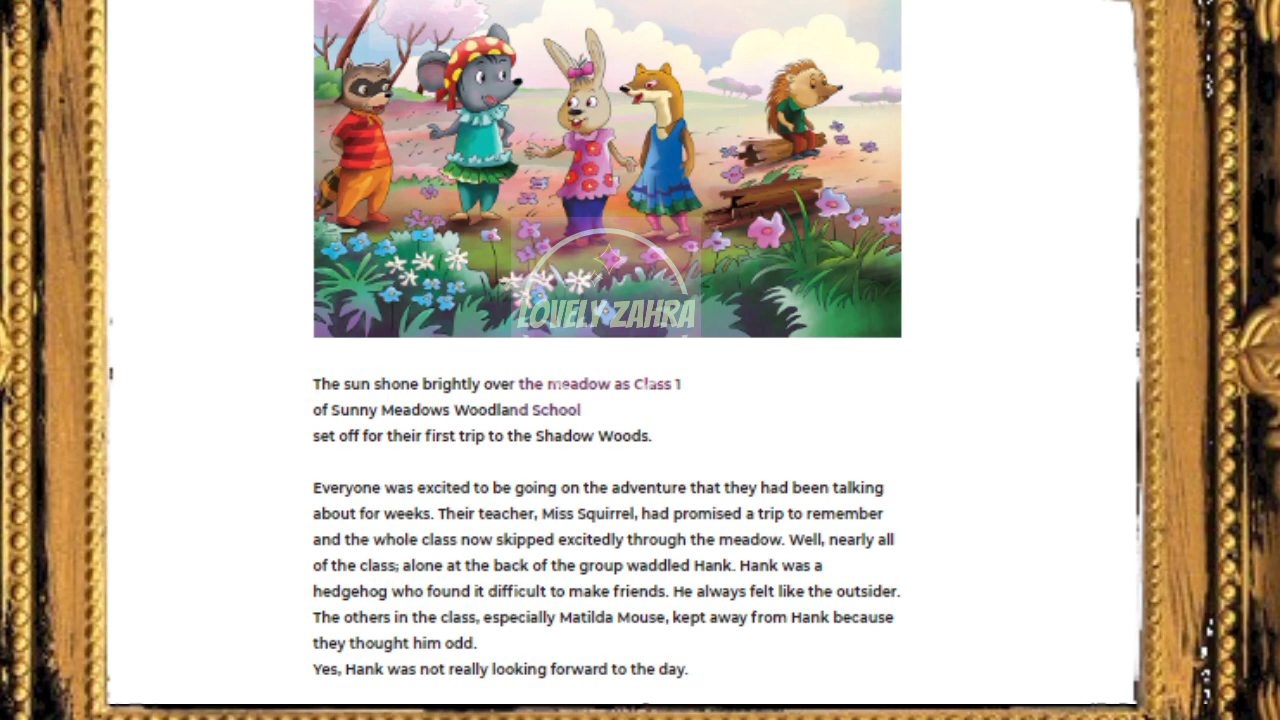 LOVELY ZAHRA
The sun shone brightly over the meadow as Class 1
of Sunny Meadows Woodland School
set off for their first trip to the Shadow Woods.
Everyone was excited to be going on the adventure that they had been talking
about for weeks. Their teacher, Miss Squirrel, had promised a trip to remember
and the whole class now skipped excitedly through the meadow. Well, nearly all
of the class; alone at the back of the group waddled Hank. Hank was a
hedgehog who found it difficult to make friends. He always felt like the outsider.
The others in the class, especially Matilda Mouse, kept away from Hank because
they thought him odd.
Yes, Hank was not really looking forward to the day.